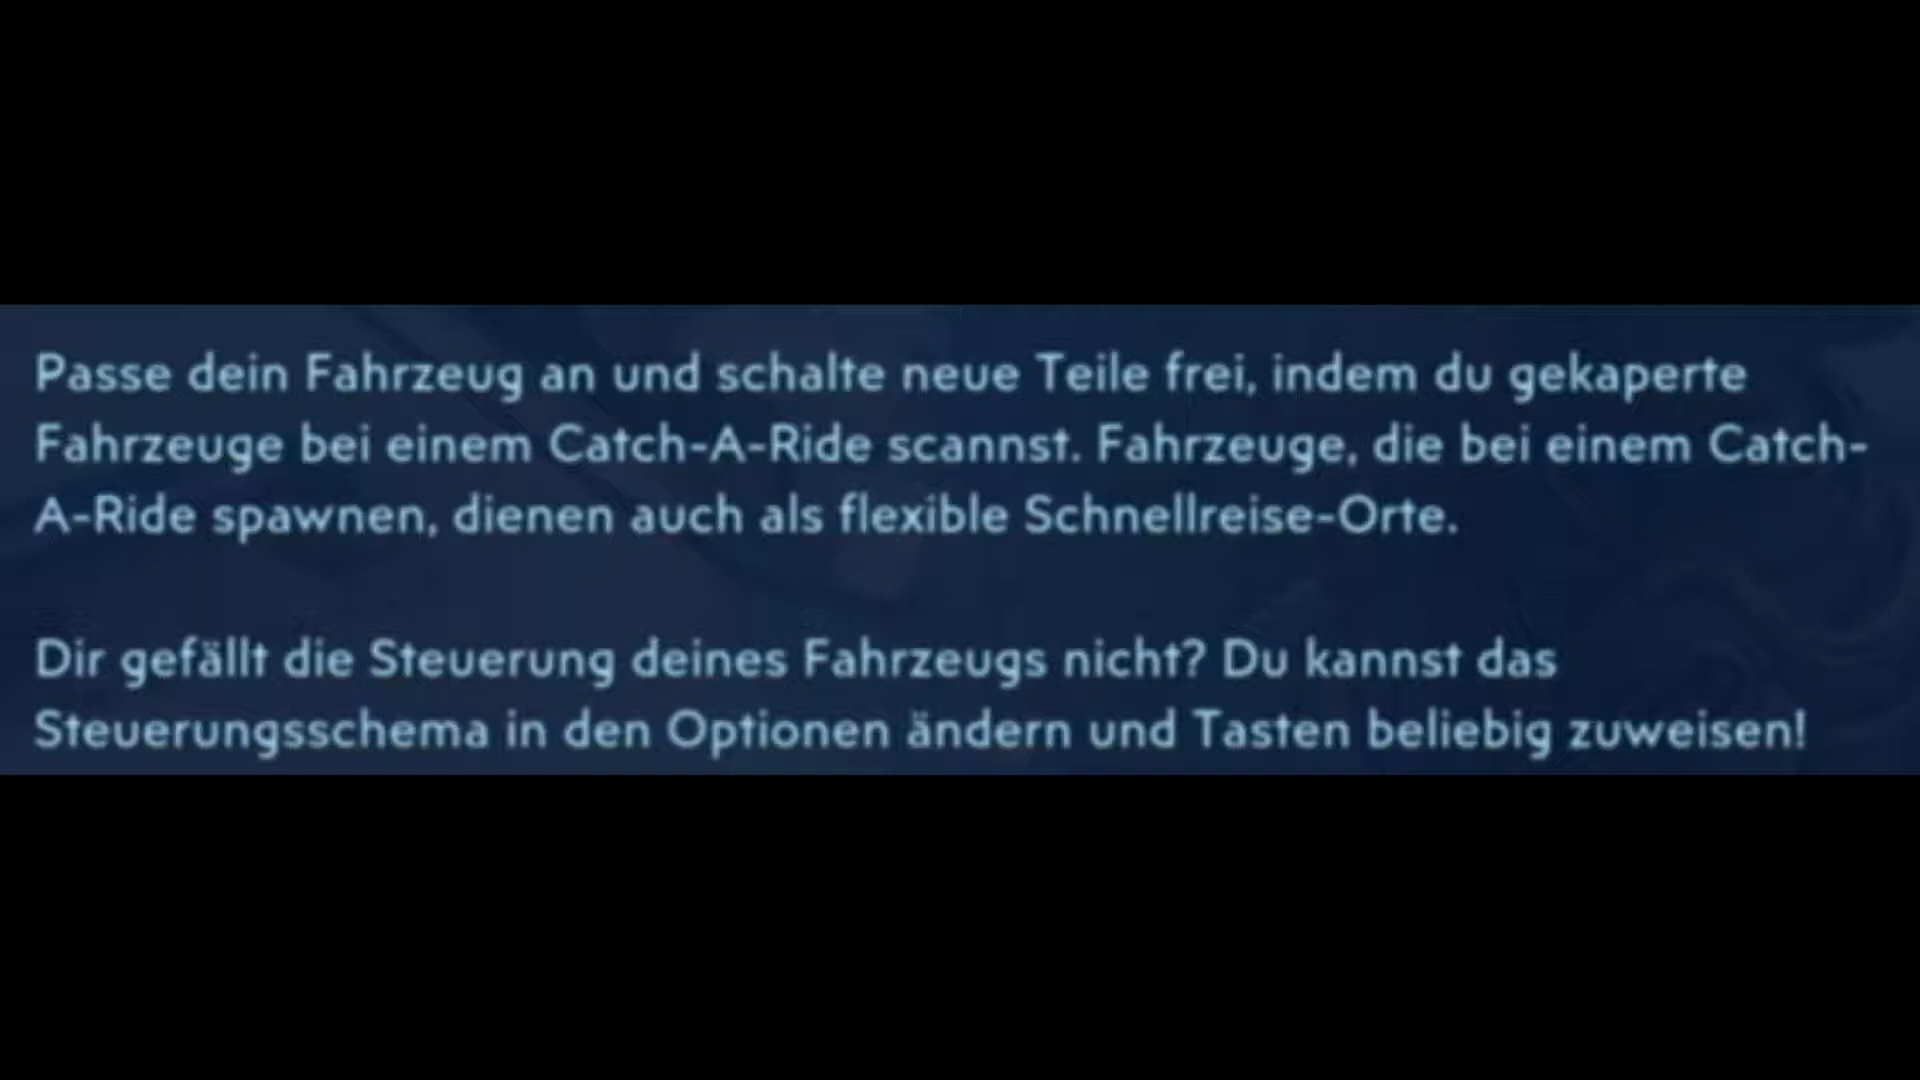 Passe dein Fahrzeug an und schalte neue Teile frei, indem du gekaperte
Fahrzeuge bei einem Catch-A-Ride scannst. Fahrzeuge, die bei einem Catch-
A-Ride spawnen, dienen auch als flexible Schnellreise-Orte.
Dir gefällt die Steuerung deines Fahrzeugs nicht? Du kannst das
Steuerungsschema in den Optionen ändern und Tasten beliebig zuweisen!